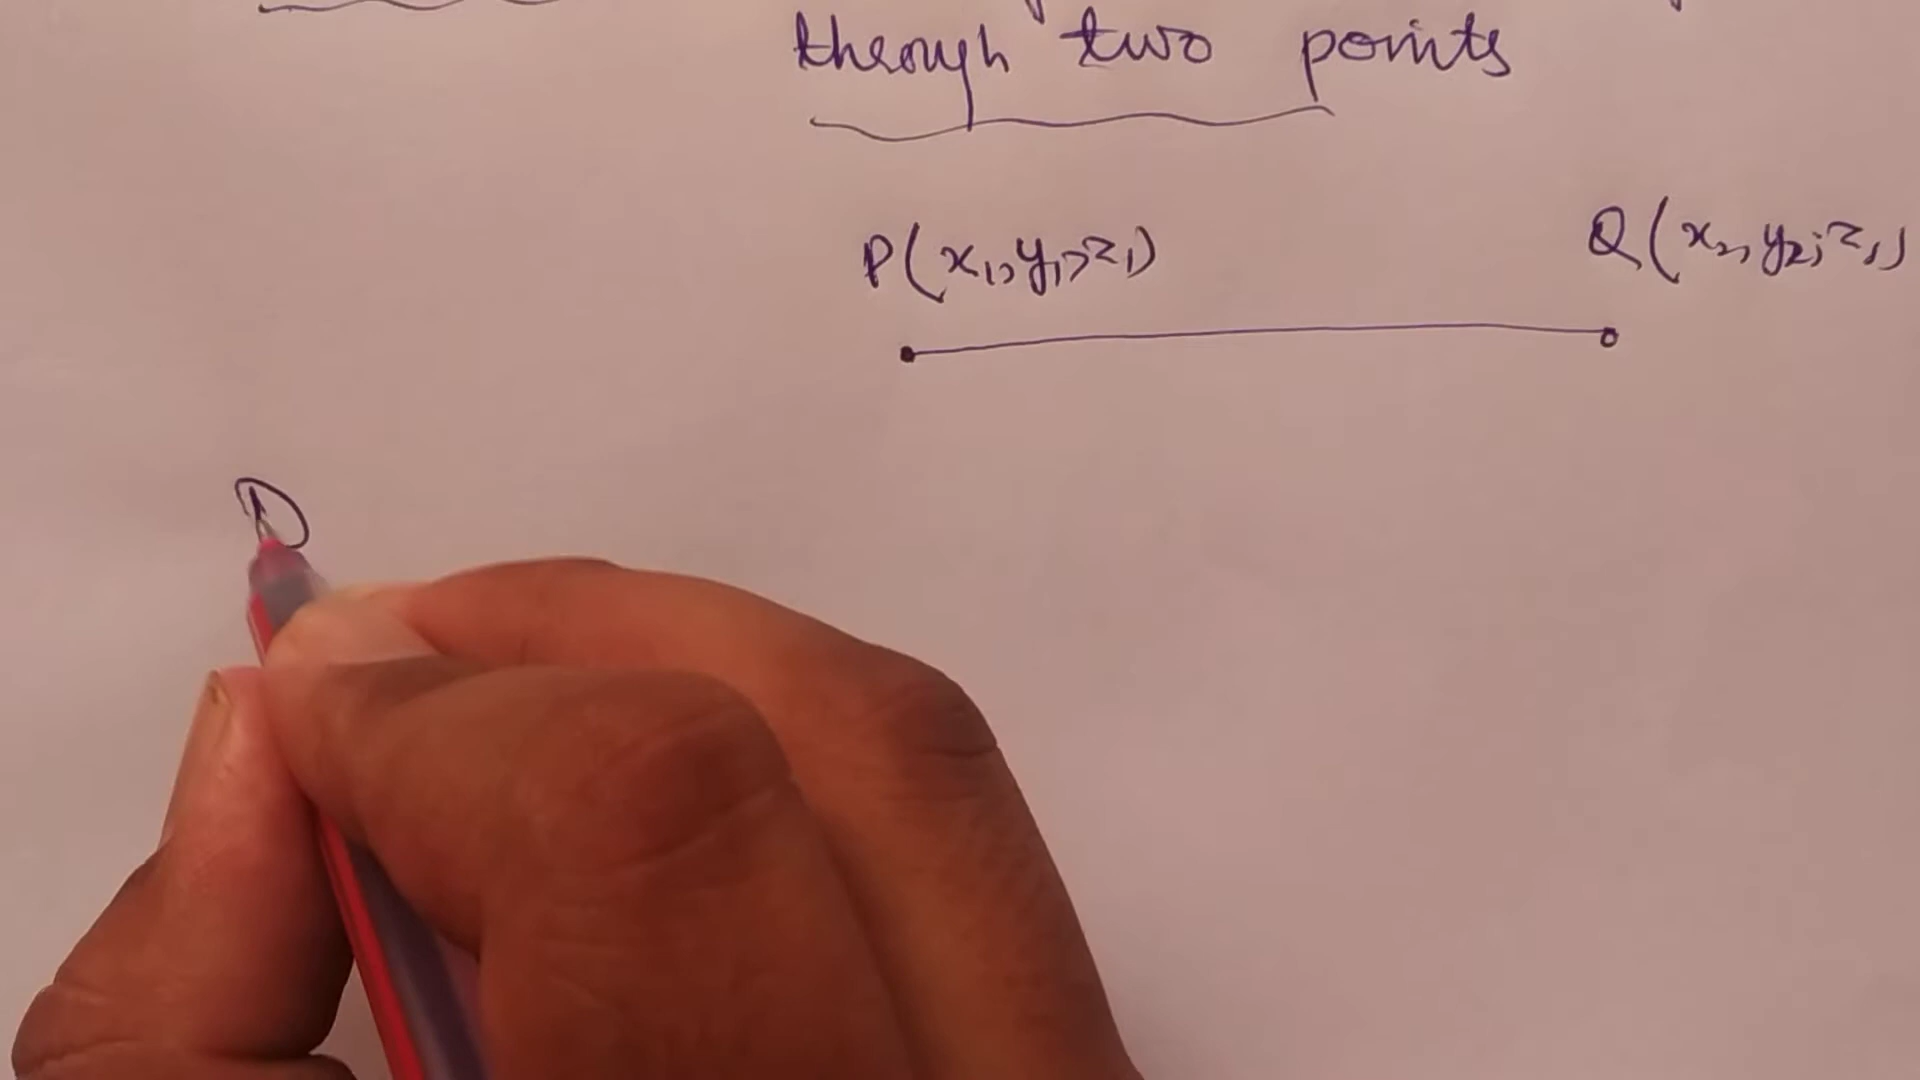 through two points
P(x₁, y₁, z₁)
Q(x₂, y₂, z₁)
D